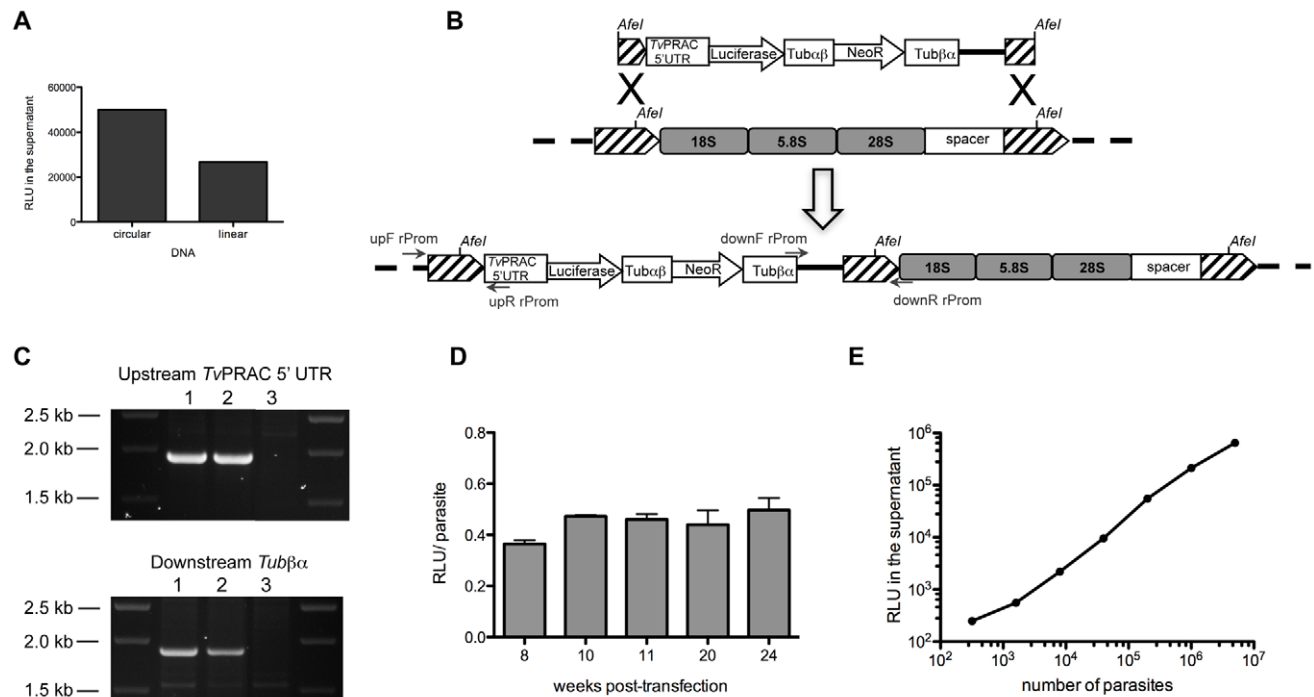 A
60000
40000
20000
0
RLU in the supernatant
circular linear
DNA
B
AfeI AfeI
TvPRAC 5'UTR Luciferase Tubαβ NeoR Tubβα
X X
AfeI AfeI
18S 5.8S 28S spacer
upF rProm AfeI downF rProm AfeI AfeI
TvPRAC 5'UTR Luciferase Tubαβ NeoR Tubβα 18S 5.8S 28S spacer
upR rProm downR rProm
C
Upstream TvPRAC 5' UTR
1 2 3
2.5 kb
2.0 kb
1.5 kb
Downstream Tubβα
1 2 3
2.5 kb
2.0 kb
1.5 kb
D
0.8
0.6
0.4
0.2
0.0
RLU/ parasite
8 10 11 20 24
weeks post-transfection
E
10⁶
10⁵
10⁴
10³
10²
RLU in the supernatant
10² 10³ 10⁴ 10⁵ 10⁶ 10⁷
number of parasites